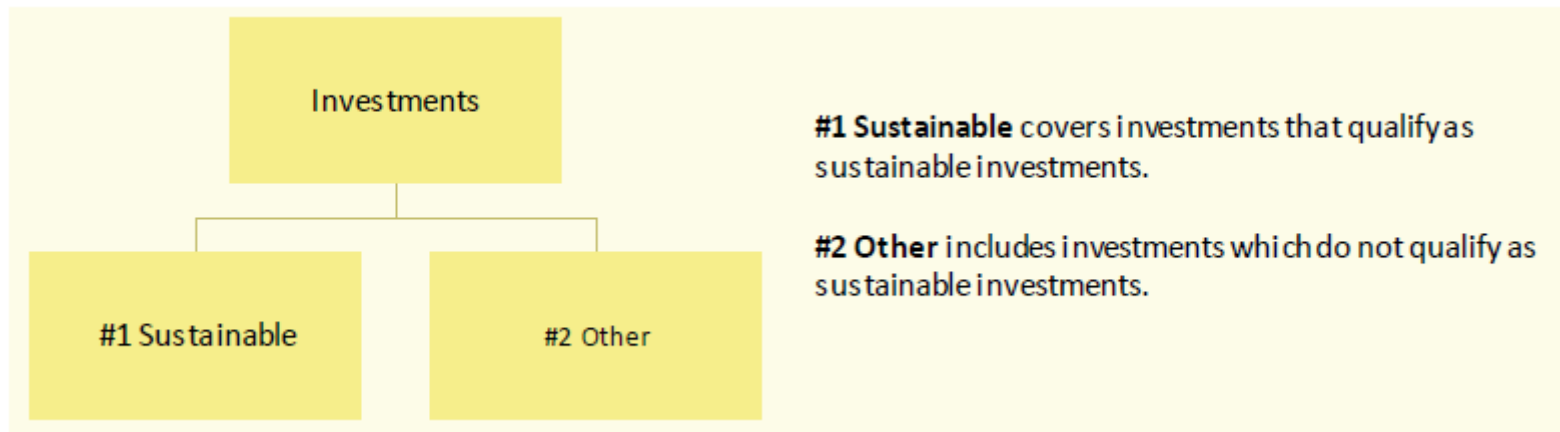 Investments
#1 Sustainable
#2 Other
#1 Sustainable covers investments that qualify as
sustainable investments.
#2 Other includes investments which do not qualify as
sustainable investments.